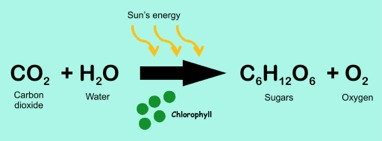 Sun's energy
CO₂ + H₂O → C₆H₁₂O₆ + O₂
Carbon dioxide
Water
Chlorophyll
Sugars
Oxygen